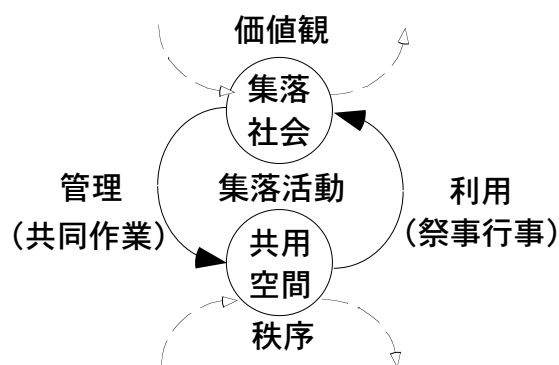 価値観
集落
社会
管理
（共同作業）
集落活動
利用
（祭事行事）
共用
空間
秩序